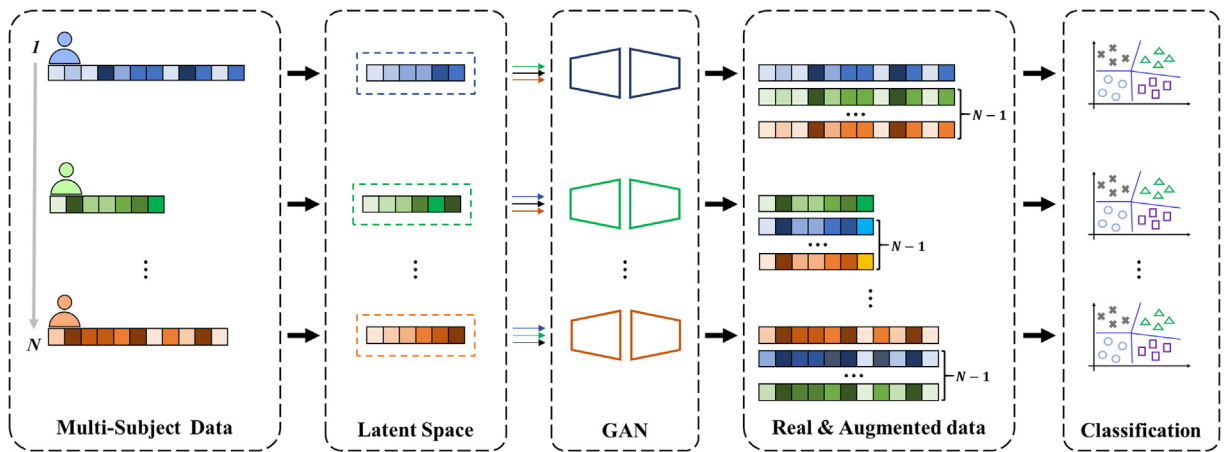 1
N
Multi-Subject Data
Latent Space
GAN
N − 1
N − 1
N − 1
Real & Augmented data
Classification